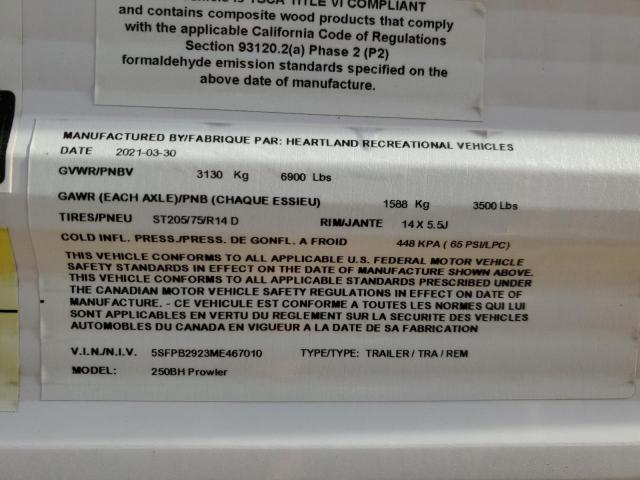 is TSCA TITLE VI COMPLIANT
and contains composite wood products that comply
with the applicable California Code of Regulations
Section 93120.2(a) Phase 2 (P2)
formaldehyde emission standards specified on the
above date of manufacture.
MANUFACTURED BY/FABRIQUE PAR: HEARTLAND RECREATIONAL VEHICLES
DATE 2021-03-30
GVWR/PNBV 3130 Kg 6900 Lbs
GAWR (EACH AXLE)/PNB (CHAQUE ESSIEU) 1588 Kg 3500 Lbs
TIRES/PNEU ST205/75/R14 D RIM/JANTE 14 X 5.5J
COLD INFL. PRESS./PRESS. DE GONFL. A FROID 448 KPA ( 65 PSI/LPC)
THIS VEHICLE CONFORMS TO ALL APPLICABLE U.S. FEDERAL MOTOR VEHICLE
SAFETY STANDARDS IN EFFECT ON THE DATE OF MANUFACTURE SHOWN ABOVE.
THIS VEHICLE CONFORMS TO ALL APPLICABLE STANDARDS PRESCRIBED UNDER
THE CANADIAN MOTOR VEHICLE SAFETY REGULATIONS IN EFFECT ON DATE OF
MANUFACTURE. - CE VEHICULE EST CONFORME A TOUTES LES NORMES QUI LUI
SONT APPLICABLES EN VERTU DU REGLEMENT SUR LA SECURITE DES VEHICLES
AUTOMOBILES DU CANADA EN VIGUEUR A LA DATE DE SA FABRICATION
V.I.N./N.I.V. 5SFPB2923ME467010 TYPE/TYPE: TRAILER / TRA / REM
MODEL: 250BH Prowler